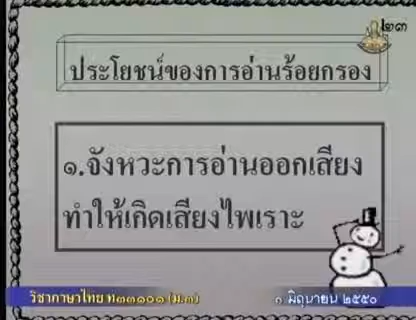 ๒๓
ประโยชน์ของการอ่านร้อยกรอง
๑.จังหวะการอ่านออกเสียง
ทำให้เกิดเสียงไพเราะ
วิชาภาษาไทย ท๓๓๑๐๑ (ม.๓)
๑ มิถุนายน ๒๕๕๐